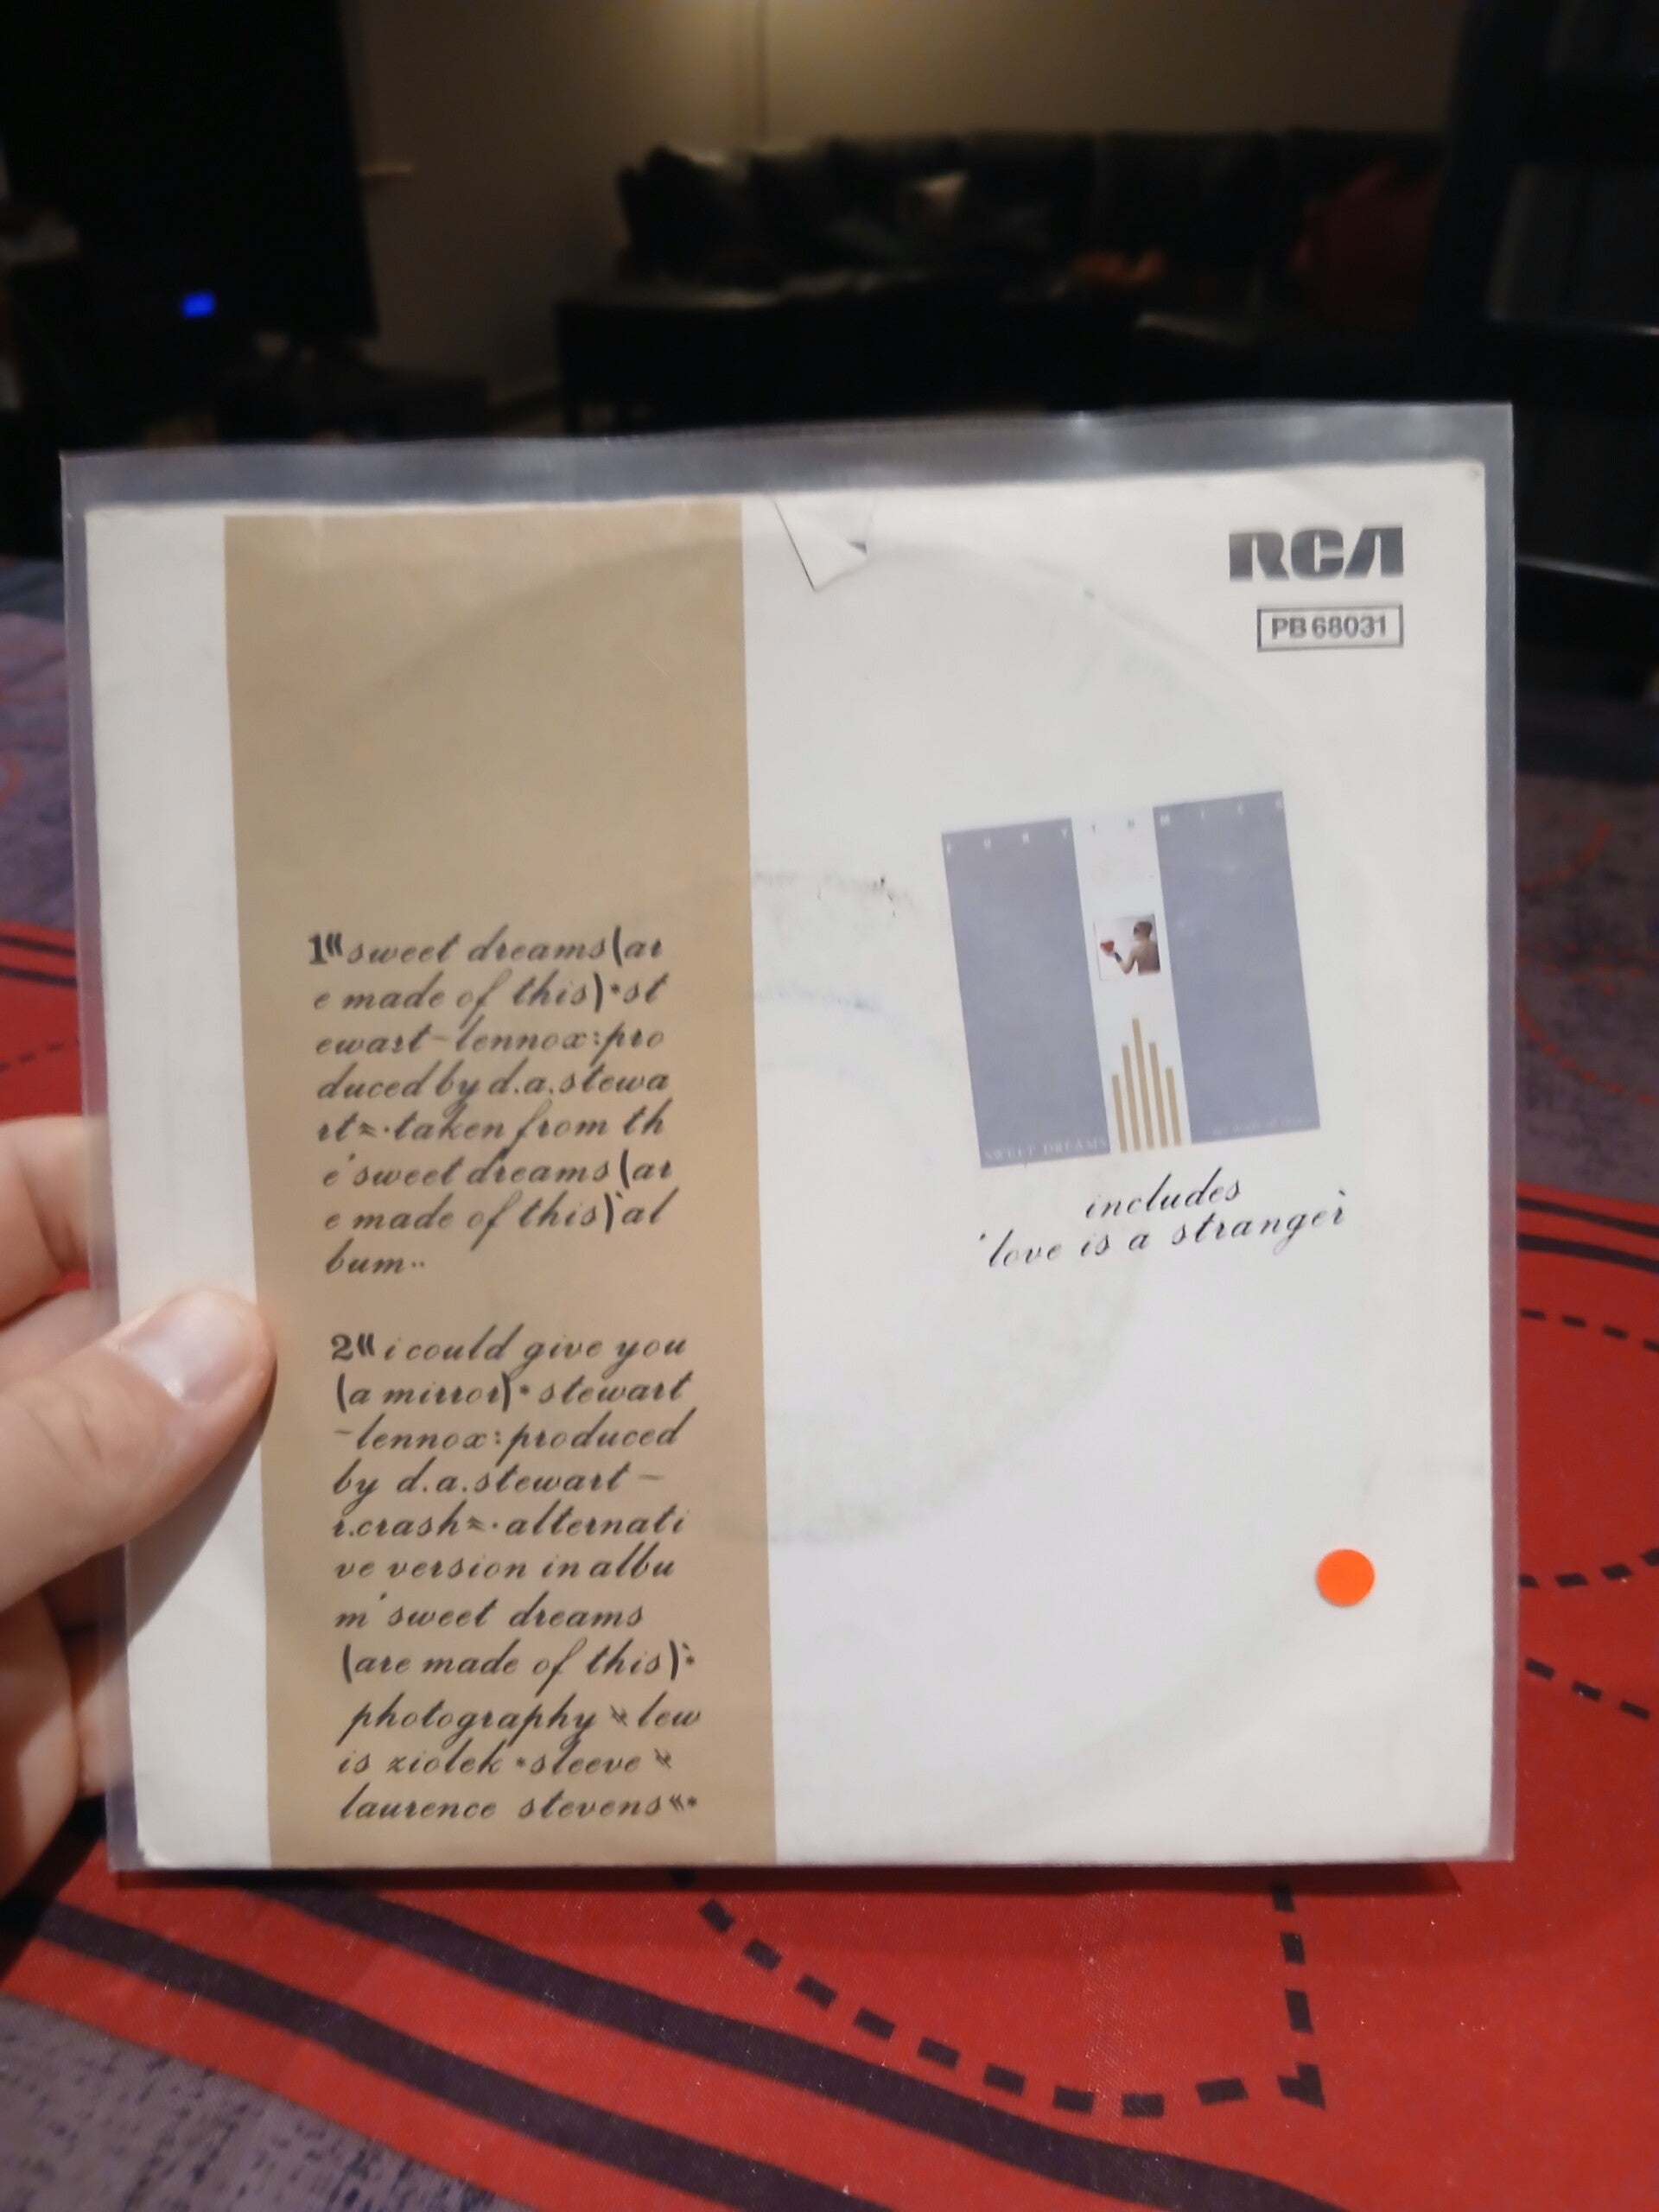 1“ sweet dreams(ar
e made of this)•st
ewart-lennox:pro
duced by d.a.stewa
rt≈·taken from th
e'sweet dreams(ar
e made of this)'al
bum··
2“ i could give you
(a mirror)•stewart
-lennox:produced
by d.a.stewart-
r.crash≈·alternati
ve version in albu
m'sweet dreams
(are made of this)'•
photography » lew
is ziolek •sleeve »
laurence stevens“•
RCA
PB 68031
EURYTHMICS
SWEET DREAMS
includes
'love is a stranger'